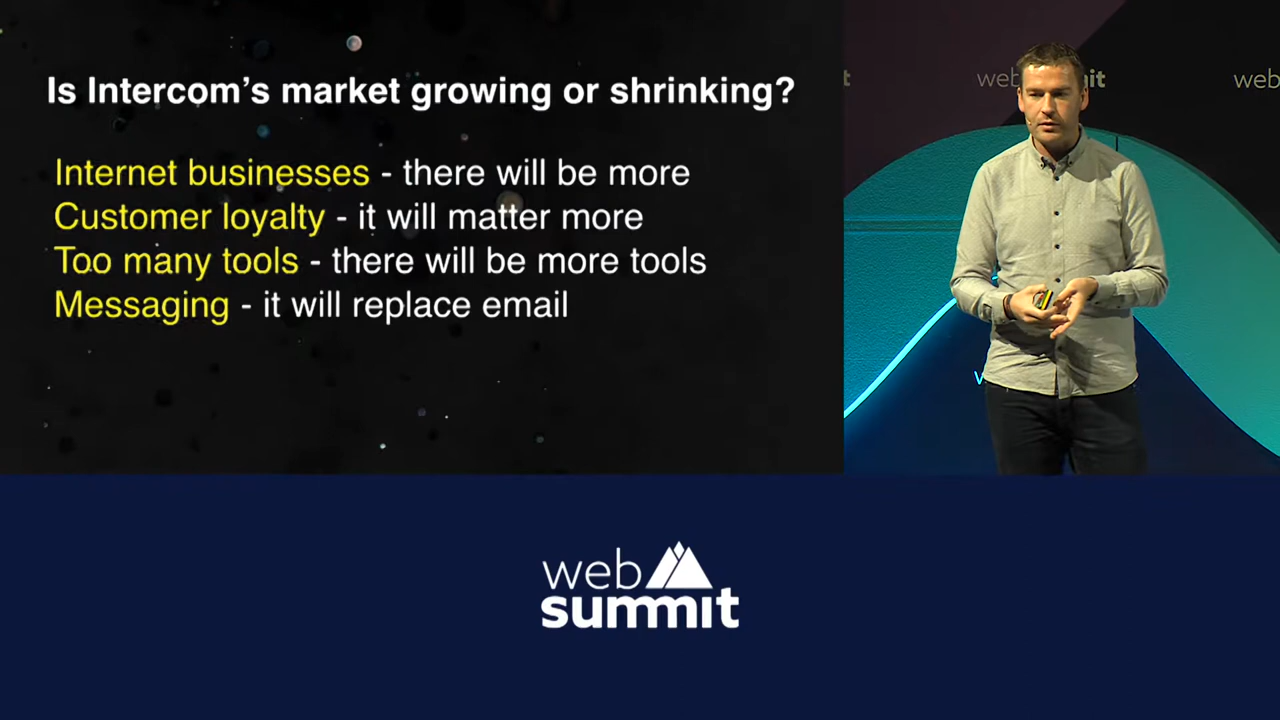 Is Intercom's market growing or shrinking?
Internet businesses - there will be more
Customer loyalty - it will matter more
Too many tools - there will be more tools
Messaging - it will replace email
web
summit